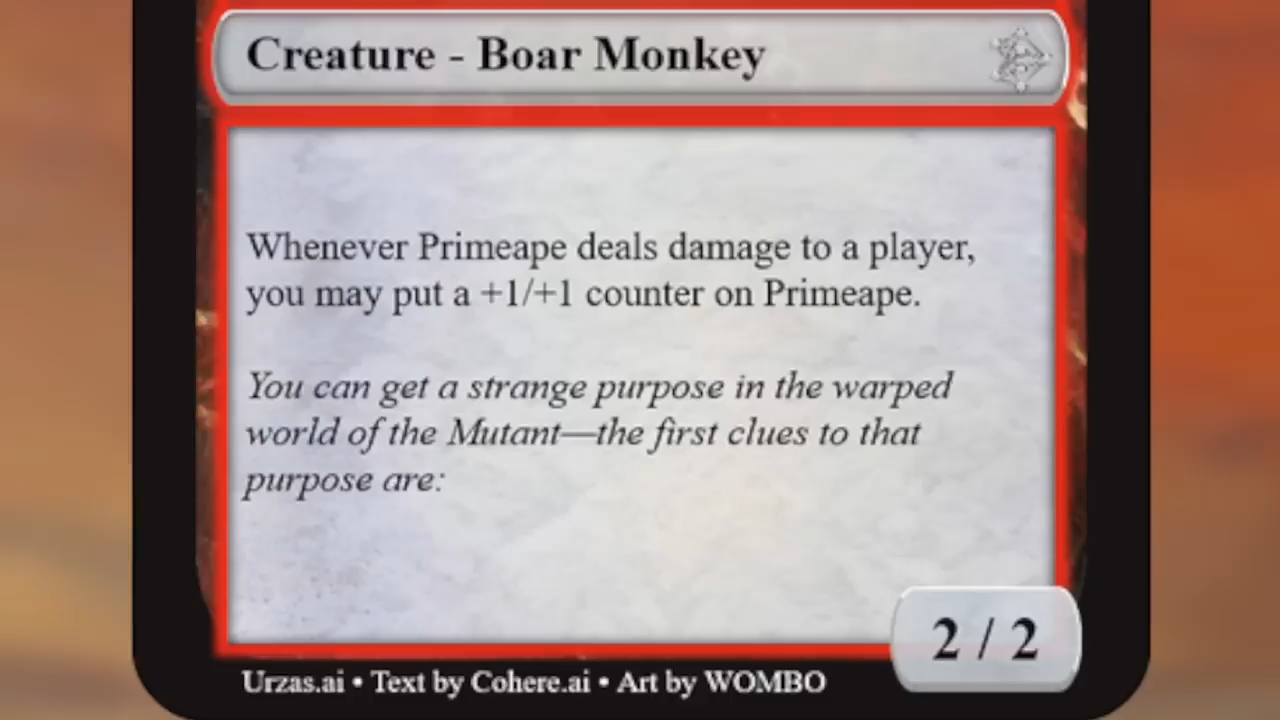 Creature - Boar Monkey
Whenever Primeape deals damage to a player,
you may put a +1/+1 counter on Primeape.
You can get a strange purpose in the warped
world of the Mutant—the first clues to that
purpose are:
2 / 2
Urzas.ai • Text by Cohere.ai • Art by WOMBO